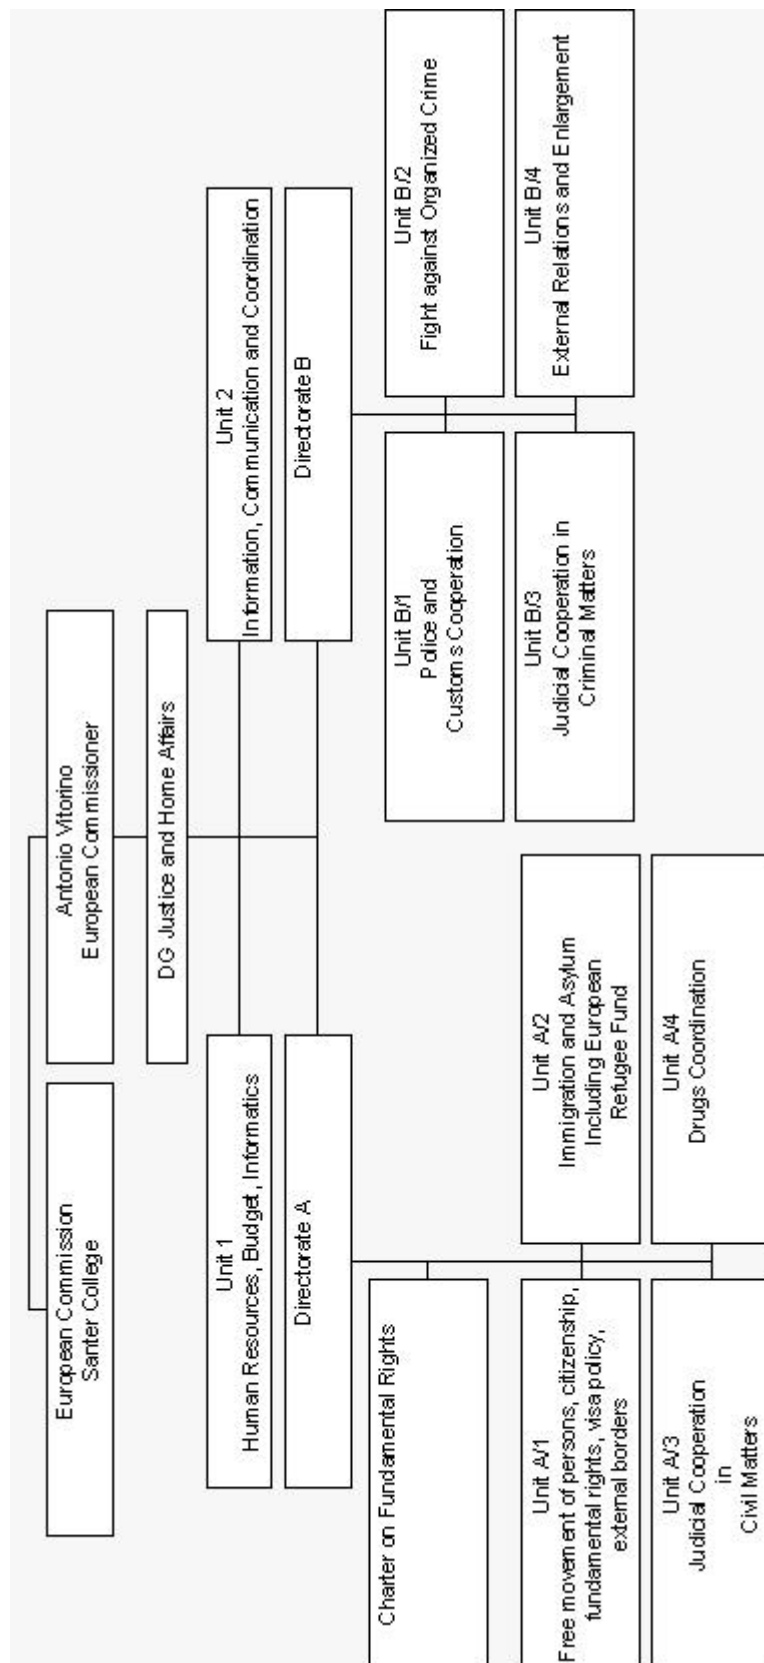 European Commission
Santer College
Antonio Vitorino
European Commissioner
DG Justice and Home Affairs
Unit 1
Human Resources, Budget, Informatics
Unit 2
Information, Communication and Coordination
Directorate A
Directorate B
Charter on Fundamental Rights
Unit A/1
Free movement of persons, citizenship,
fundamental rights, visa policy,
external borders
Unit A/2
Immigration and Asylum
Including European
Refugee Fund
Unit A/3
Judicial Cooperation
in
Civil Matters
Unit A/4
Drugs Coordination
Unit B/1
Police and
Customs Cooperation
Unit B/2
Fight against Organized Crime
Unit B/3
Judicial Cooperation in
Criminal Matters
Unit B/4
External Relations and Enlargement